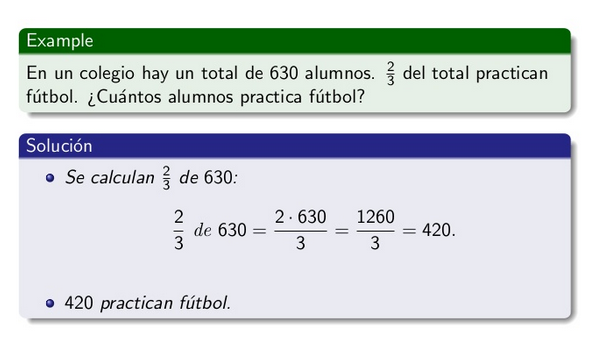 Example
En un colegio hay un total de 630 alumnos. 2/3 del total practican
fútbol. ¿Cuántos alumnos practica fútbol?
Solución
Se calculan 2/3 de 630:
2/3 de 630 = 2 · 630/3 = 1260/3 = 420.
420 practican fútbol.